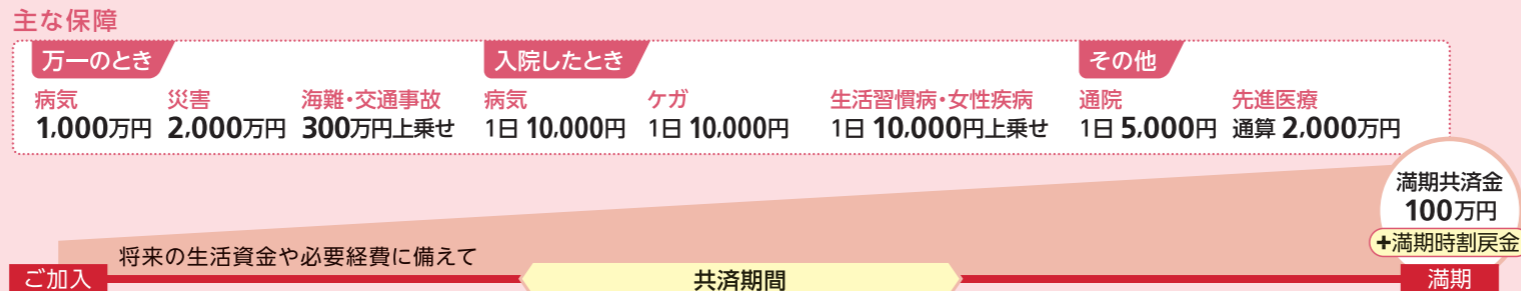 主な保障
万一のとき 入院したとき その他
病気 災害 海難・交通事故 病気 ケガ 生活習慣病・女性疾病 通院 先進医療
1,000万円 2,000万円 300万円上乗せ 1日 10,000円 1日 10,000円 1日 10,000円上乗せ 1日 5,000円 通算 2,000万円
満期共済金
100万円
+満期時割戻金
将来の生活資金や必要経費に備えて
ご加入 共済期間 満期